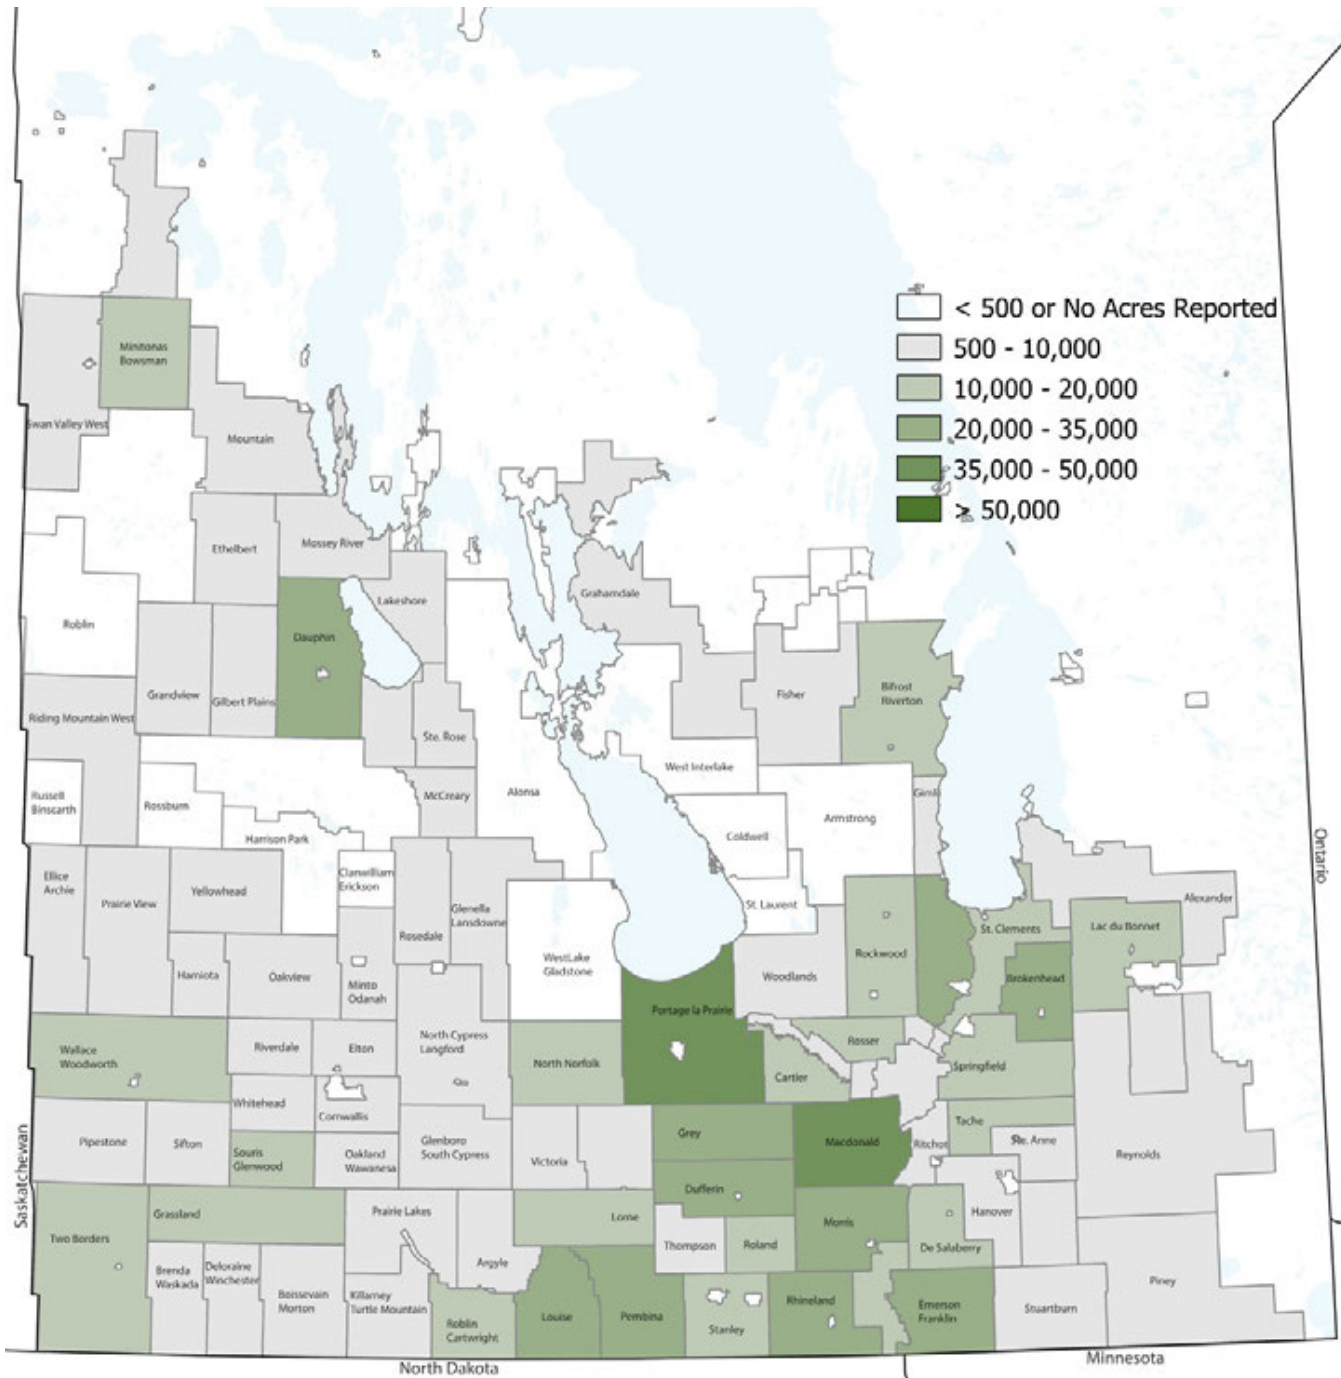 Minitonas
Bowsman
< 500 or No Acres Reported
500 - 10,000
10,000 - 20,000
20,000 - 35,000
35,000 - 50,000
≥ 50,000
Swan Valley West
Mountain
Ethelbert
Mossey River
Lakeshore
Grahamdale
Roblin
Dauphin
Grandview
Gilbert Plains
Fisher
Bifrost
Riverton
Riding Mountain West
Ste. Rose
West Interlake
Russell
Binscarth
Rossburn
McCreary
Alonsa
Gimli
Armstrong
Coldwell
Harrison Park
Clanwilliam
Erickson
Ontario
Ellice
Archie
Prairie View
Yellowhead
Rosedale
Glenella
Lansdowne
St. Laurent
Alexander
St. Clements
Lac du Bonnet
Hamiota
Oakview
Minto
Odanah
WestLake
Gladstone
Woodlands
Rockwood
Brokenhead
Portage la Prairie
Wallace
Woodworth
Riverdale
Elton
North Cypress
Langford
North Norfolk
Rosser
Cartier
Springfield
Whitehead
Cornwallis
Saskatchewan
Pipestone
Sifton
Souris
Glenwood
Oakland
Wawanesa
Glenboro
South Cypress
Victoria
Grey
Macdonald
Ritchot
Tache
Ste. Anne
Reynolds
Dufferin
Two Borders
Grassland
Prairie Lakes
Lorne
Morris
Hanover
Argyle
Thompson
Roland
De Salaberry
Brenda
Waskada
Deloraine
Winchester
Boissevain
Morton
Killarney
Turtle Mountain
Roblin
Cartwright
Louise
Pembina
Stanley
Rhineland
Emerson
Franklin
Stuartburn
Piney
North Dakota
Minnesota